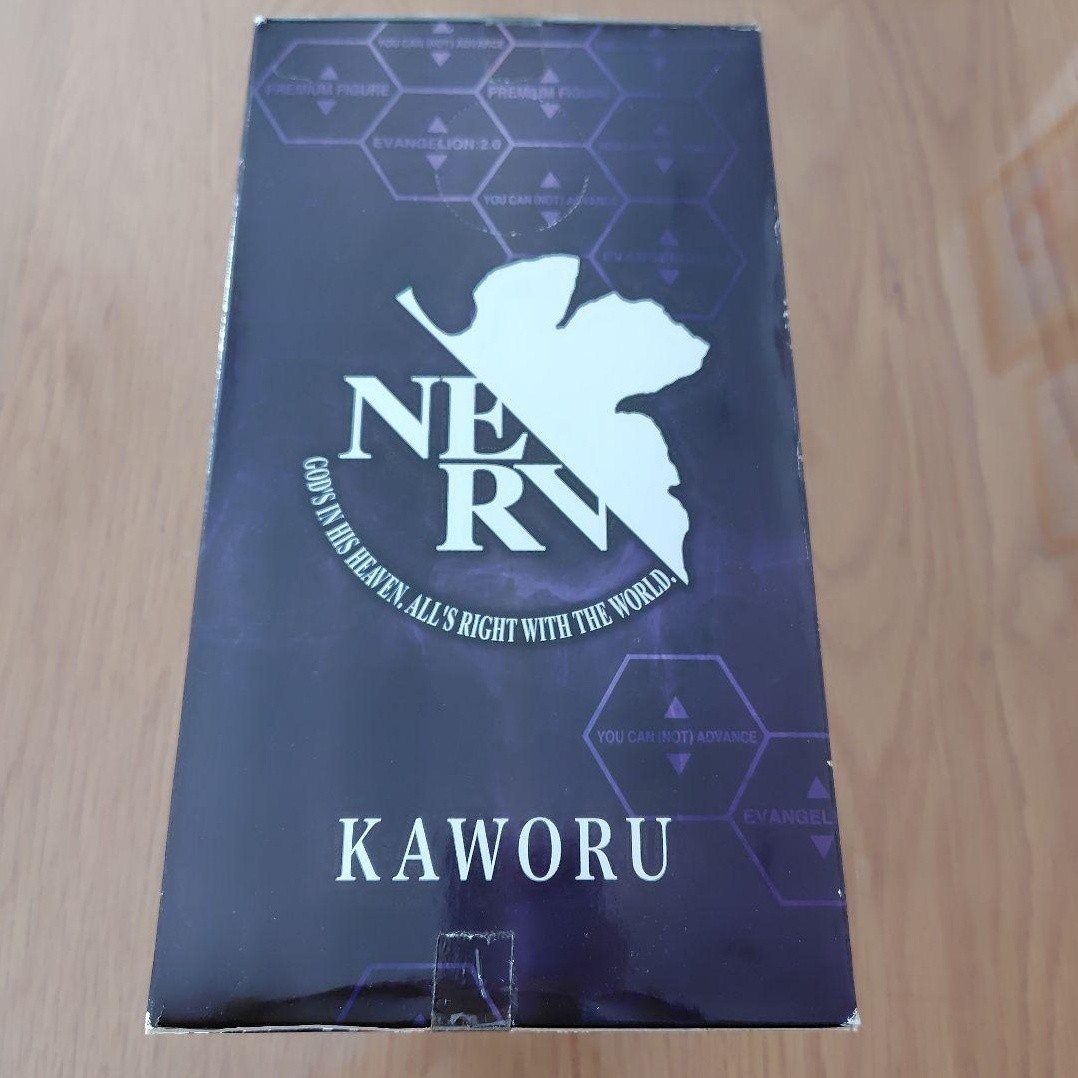 YOU CAN (NOT) ADVANCE
PREMIUM FIGURE
PREMIUM FIGURE
EVANGELION:2.0
YOU CAN (NOT) ADVANCE
EVANGELION
NERV
GOD'S IN HIS HEAVEN. ALL'S RIGHT WITH THE WORLD.
YOU CAN (NOT) ADVANCE
EVANGEL
KAWORU